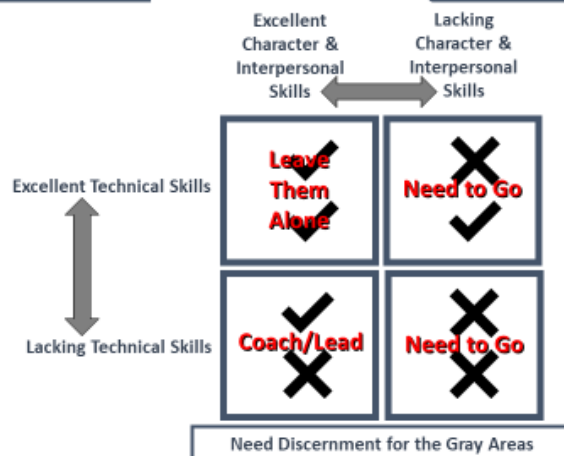 Excellent
Character &
Interpersonal
Skills
Lacking
Character &
Interpersonal
Skills
Excellent Technical Skills
Leave
Them
Alone
Need to Go
Lacking Technical Skills
Coach/Lead
Need to Go
Need Discernment for the Gray Areas